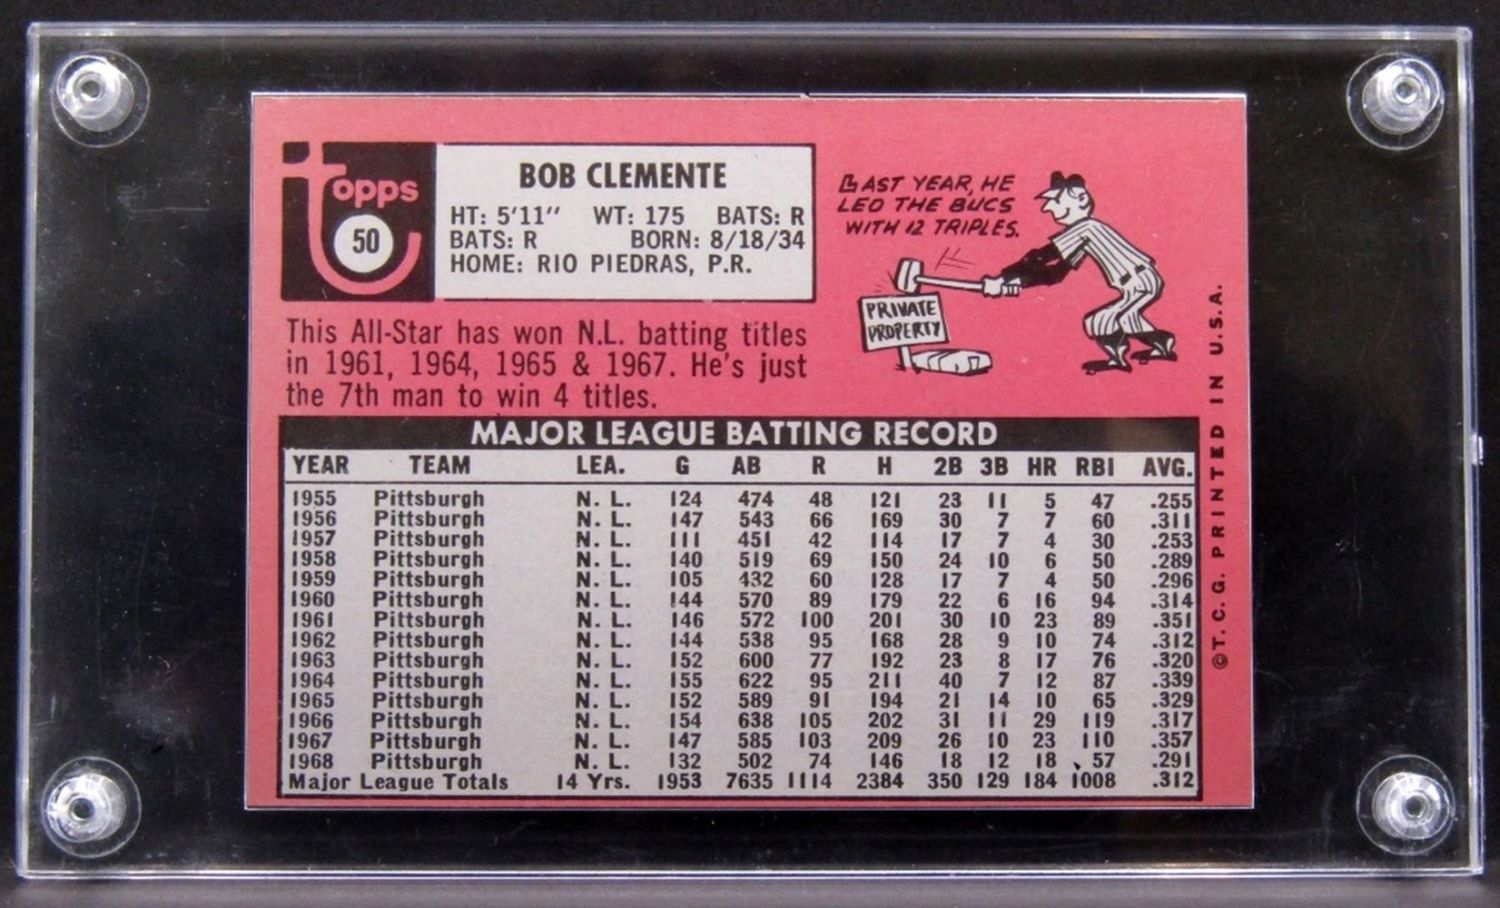 topps
50
BOB CLEMENTE
HT: 5'11" WT: 175 BATS: R
BATS: R BORN: 8/18/34
HOME: RIO PIEDRAS, P.R.
LAST YEAR, HE
LED THE BUCS
WITH 12 TRIPLES.
PRIVATE
PROPERTY
This All-Star has won N.L. batting titles
in 1961, 1964, 1965 & 1967. He's just
the 7th man to win 4 titles.
MAJOR LEAGUE BATTING RECORD
YEAR TEAM LEA. G AB R H 2B 3B HR RBI AVG.
1955 Pittsburgh N. L. 124 474 48 121 23 11 5 47 .255
1956 Pittsburgh N. L. 147 543 66 169 30 7 7 60 .311
1957 Pittsburgh N. L. 111 451 42 114 17 7 4 30 .253
1958 Pittsburgh N. L. 140 519 69 150 24 10 6 50 .289
1959 Pittsburgh N. L. 105 432 60 128 17 7 4 50 .296
1960 Pittsburgh N. L. 144 570 89 179 22 6 16 94 .314
1961 Pittsburgh N. L. 146 572 100 201 30 10 23 89 .351
1962 Pittsburgh N. L. 144 538 95 168 28 9 10 74 .312
1963 Pittsburgh N. L. 152 600 77 192 23 8 17 76 .320
1964 Pittsburgh N. L. 155 622 95 211 40 7 12 87 .339
1965 Pittsburgh N. L. 152 589 91 194 21 14 10 65 .329
1966 Pittsburgh N. L. 154 638 105 202 31 11 29 119 .317
1967 Pittsburgh N. L. 147 585 103 209 26 10 23 110 .357
1968 Pittsburgh N. L. 132 502 74 146 18 12 18 57 .291
Major League Totals 14 Yrs. 1953 7635 1114 2384 350 129 184 1008 .312
©T. C. G. PRINTED IN U.S.A.